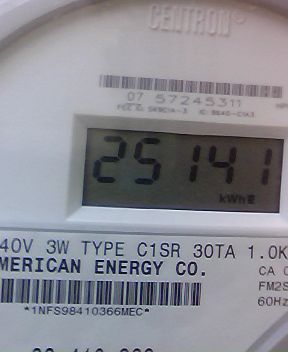 CENTRON®
07 57245311
25141
kWh
40V 3W TYPE C1SR 30TA 1.0K
MERICAN ENERGY CO.
CA 0
FM2S
60Hz
*1NFS98410366MEC*